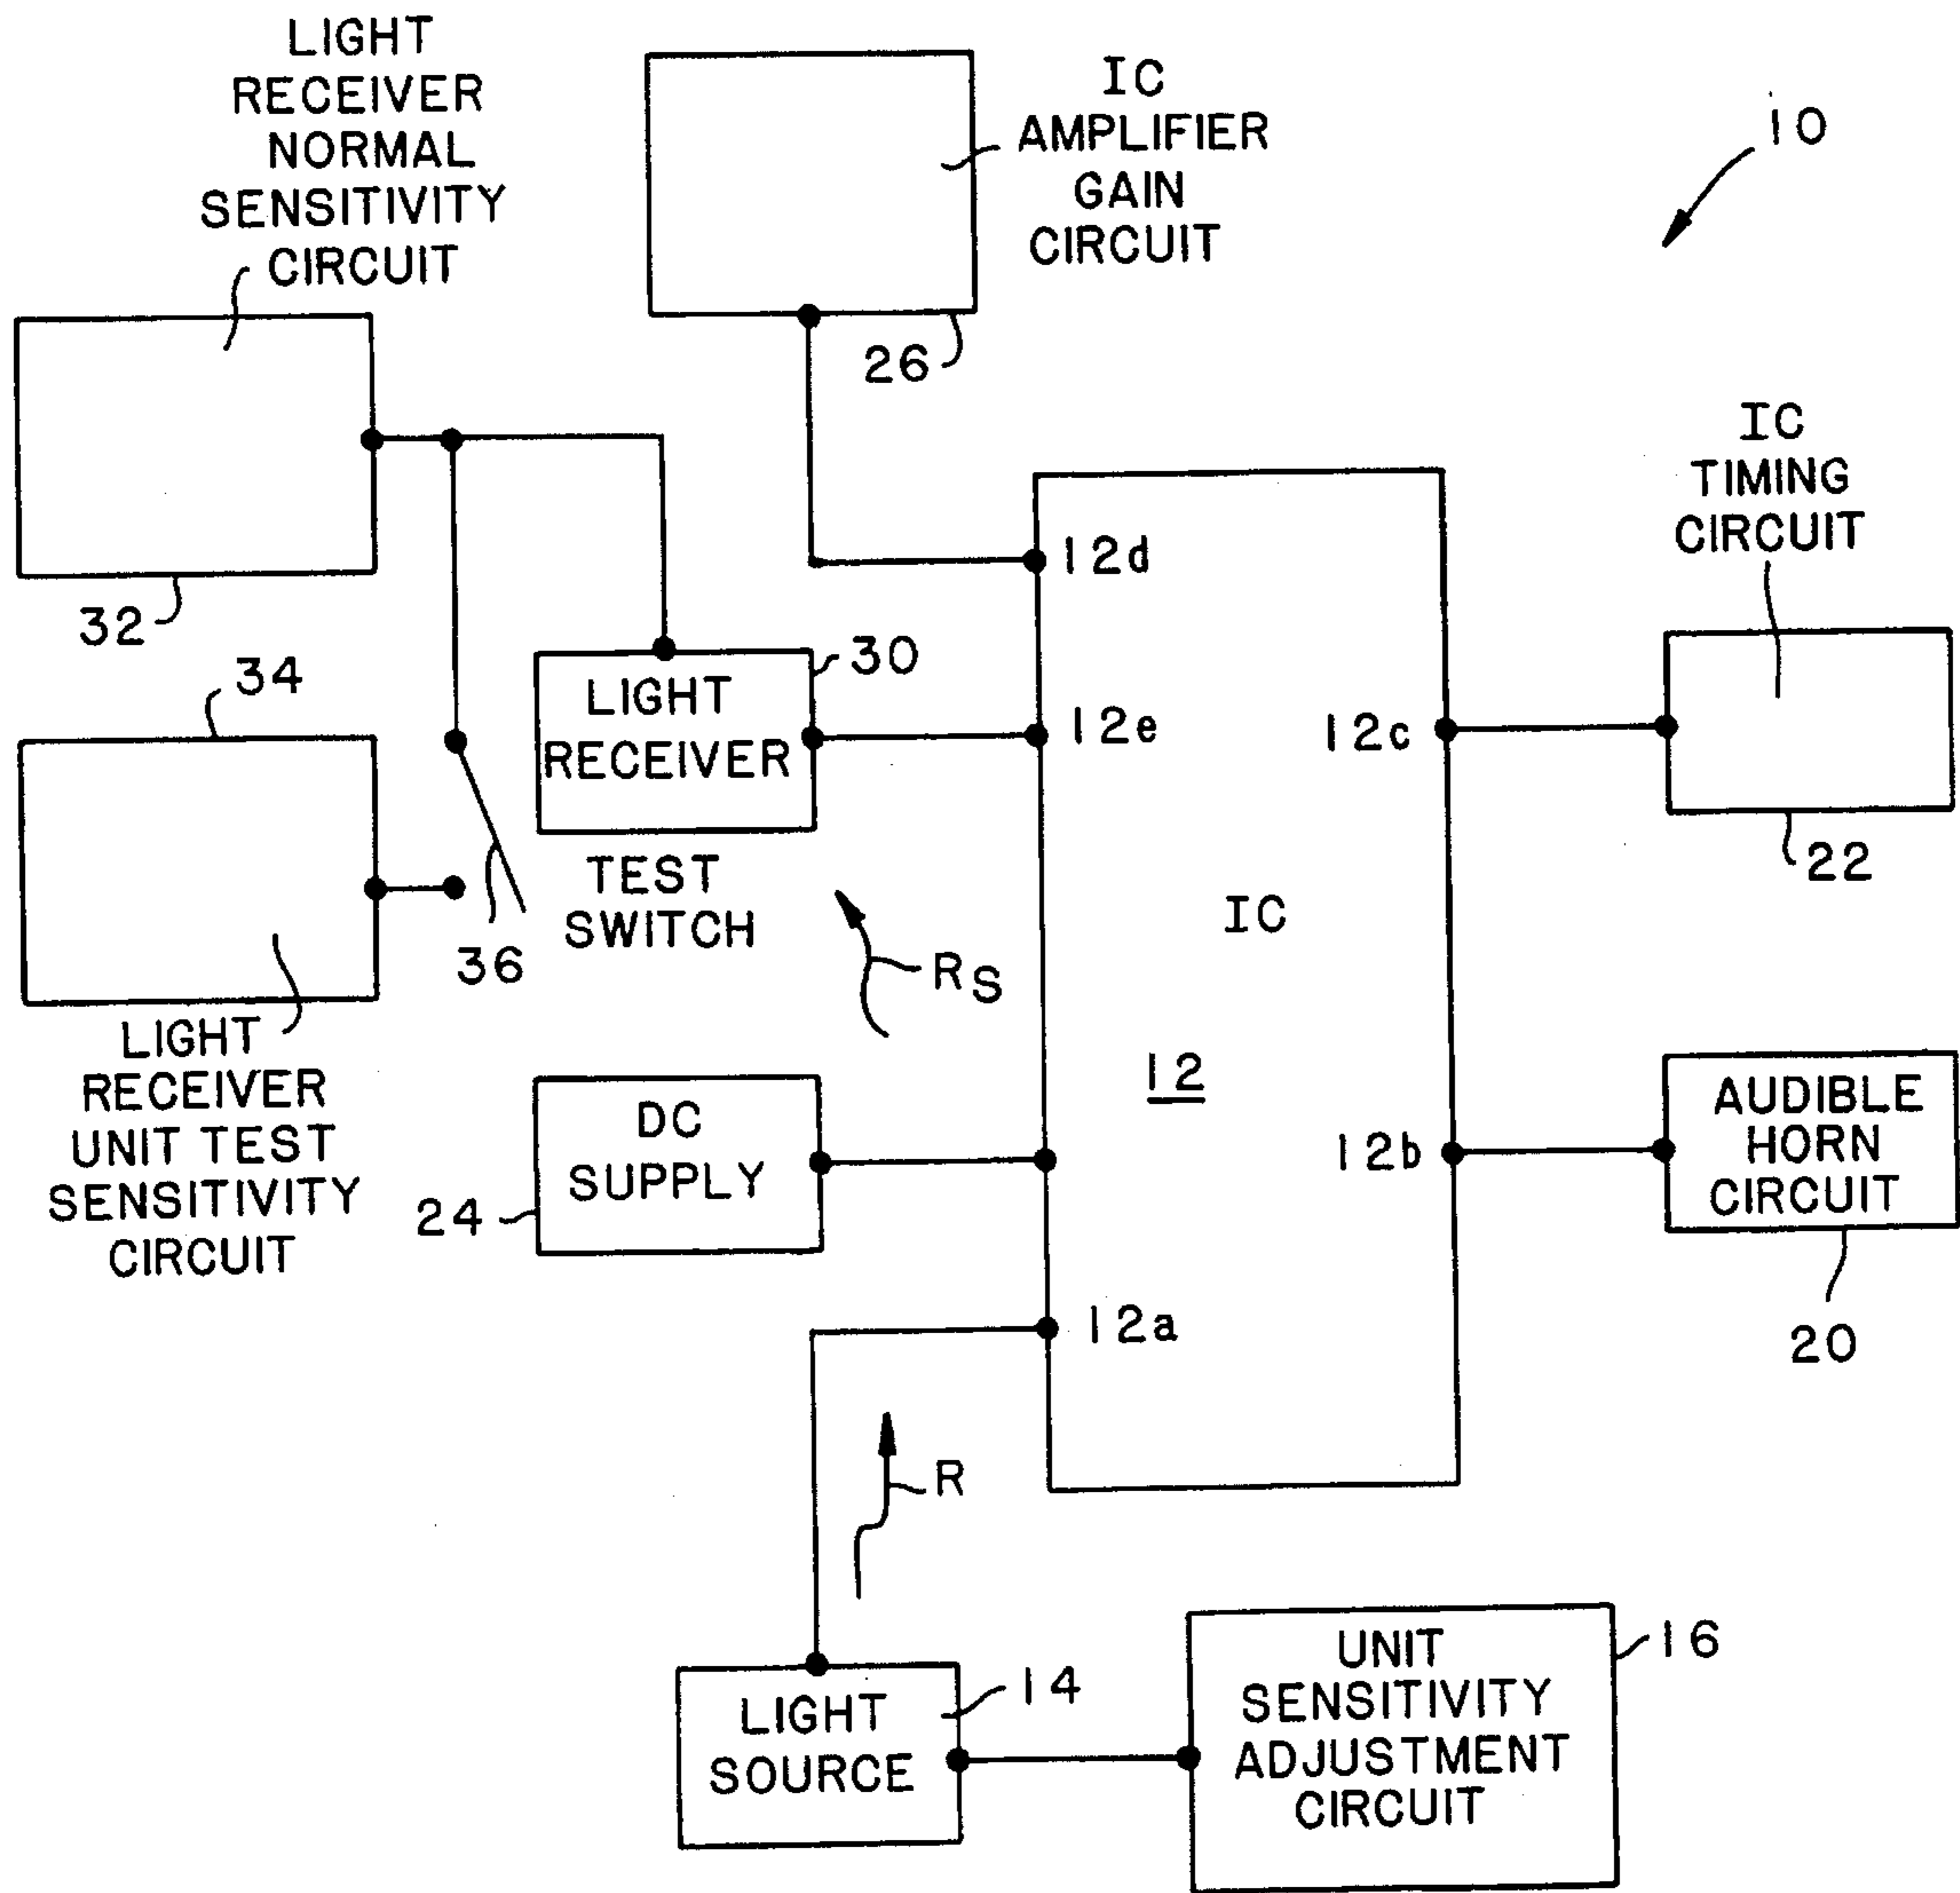 LIGHT
RECEIVER
NORMAL
SENSITIVITY
CIRCUIT
IC
AMPLIFIER
GAIN
CIRCUIT
10
26
32
IC
TIMING
CIRCUIT
12d
34
30
LIGHT
RECEIVER
12e
12c
22
TEST
SWITCH
36
IC
RS
LIGHT
RECEIVER
UNIT TEST
SENSITIVITY
CIRCUIT
12
DC
SUPPLY
24
12b
AUDIBLE
HORN
CIRCUIT
20
12a
R
LIGHT
SOURCE
14
UNIT
SENSITIVITY
ADJUSTMENT
CIRCUIT
16